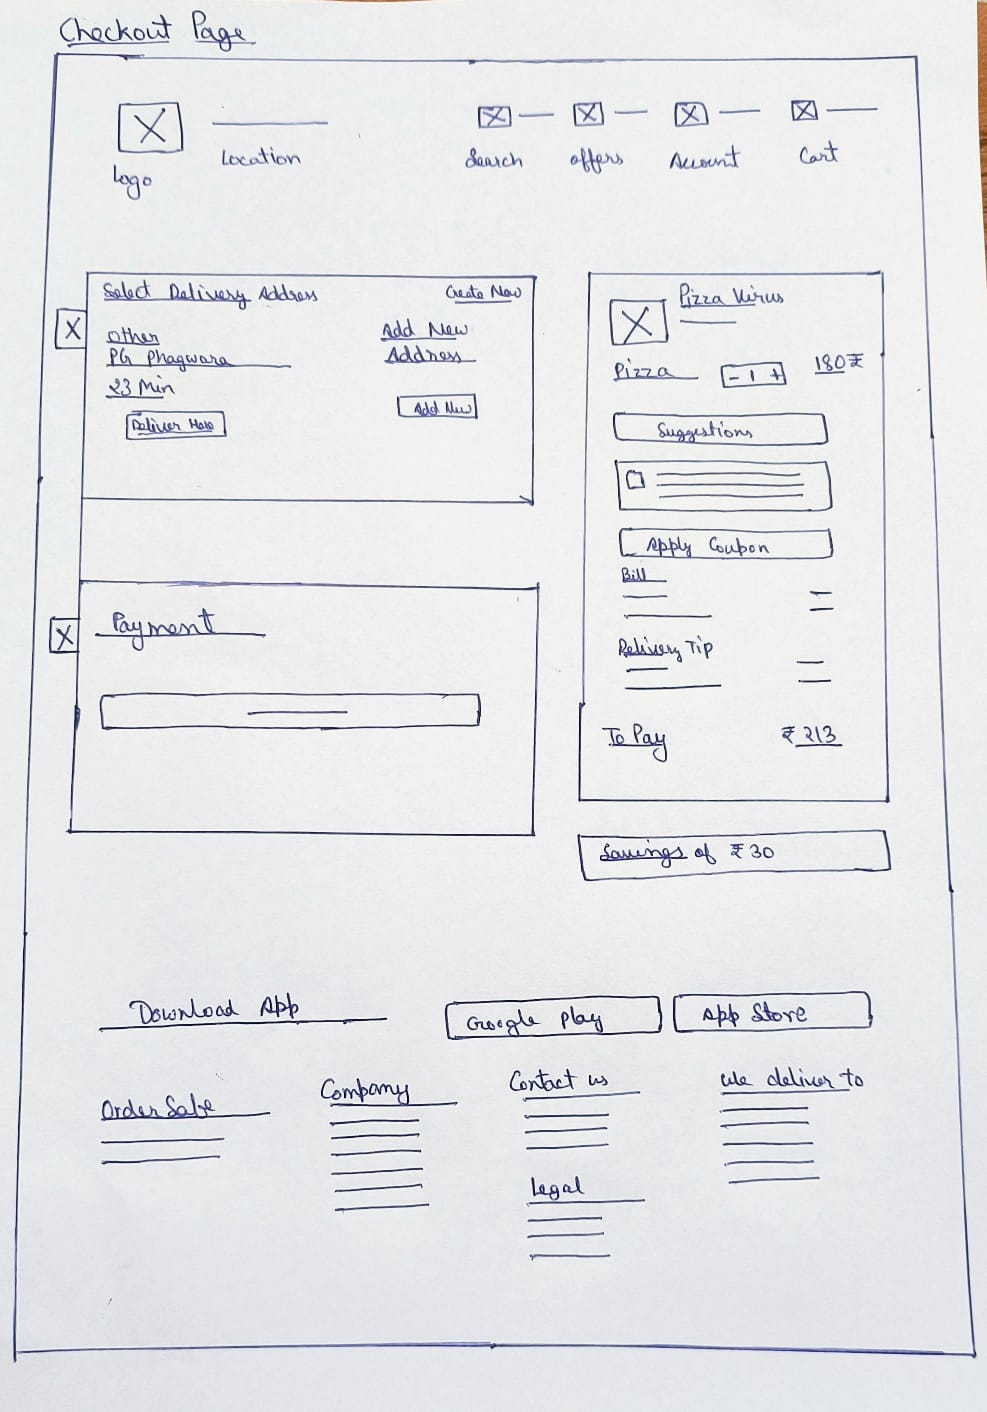 Checkout Page
Logo
Location
Search
offers
Account
Cart
Select Delivery Address
Create New
Other
PG Phagwara
23 Min
Deliver Here
Add New
Address
Add New
Payment
Pizza Virus
Pizza
- 1 +
180₹
Suggestions
Apply Coupon
Bill
Delivery Tip
To Pay
₹ 213
Savings of ₹ 30
Download App
Google Play
App Store
Order Safe
Company
Contact us
Legal
We deliver to